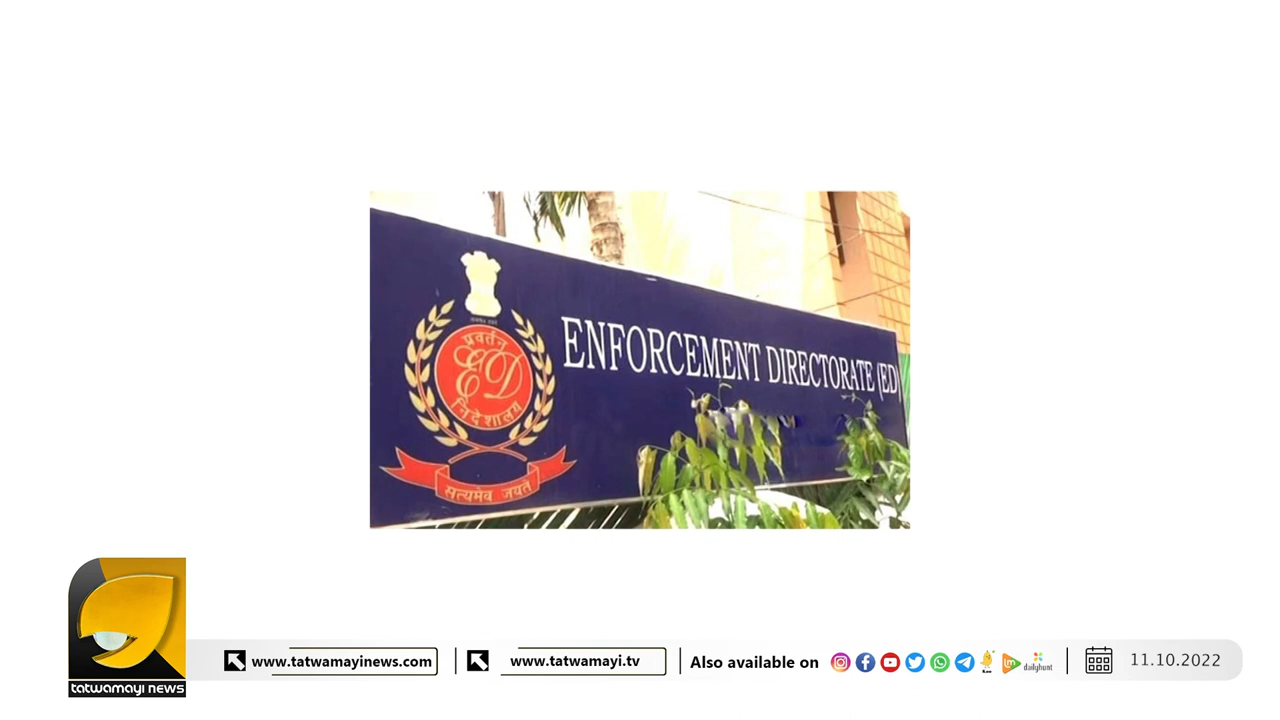 प्रवर्तन
ED
निदेशालय
सत्यमेव जयते
ENFORCEMENT DIRECTORATE (ED)
tatwamayi news
www.tatwamayinews.com
www.tatwamayi.tv
Also available on
dailyhunt
11.10.2022